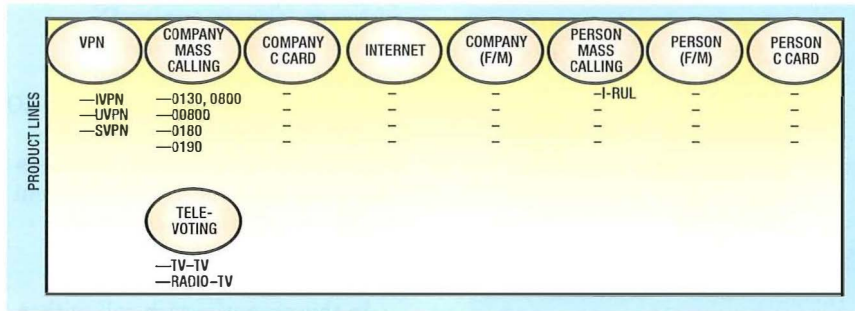 PRODUCT LINES
VPN
COMPANY
MASS
CALLING
COMPANY
C CARD
INTERNET
COMPANY
(F/M)
PERSON
MASS
CALLING
PERSON
(F/M)
PERSON
C CARD
—IVPN
—UVPN
—SVPN
—0130, 0800
—00800
—0180
—0190
–
–
–
–
–
–
–
–
–
–
–
–
–I-RUL
–
–
–
–
–
–
–
–
–
–
–
TELE-
VOTING
—TV–TV
—RADIO–TV